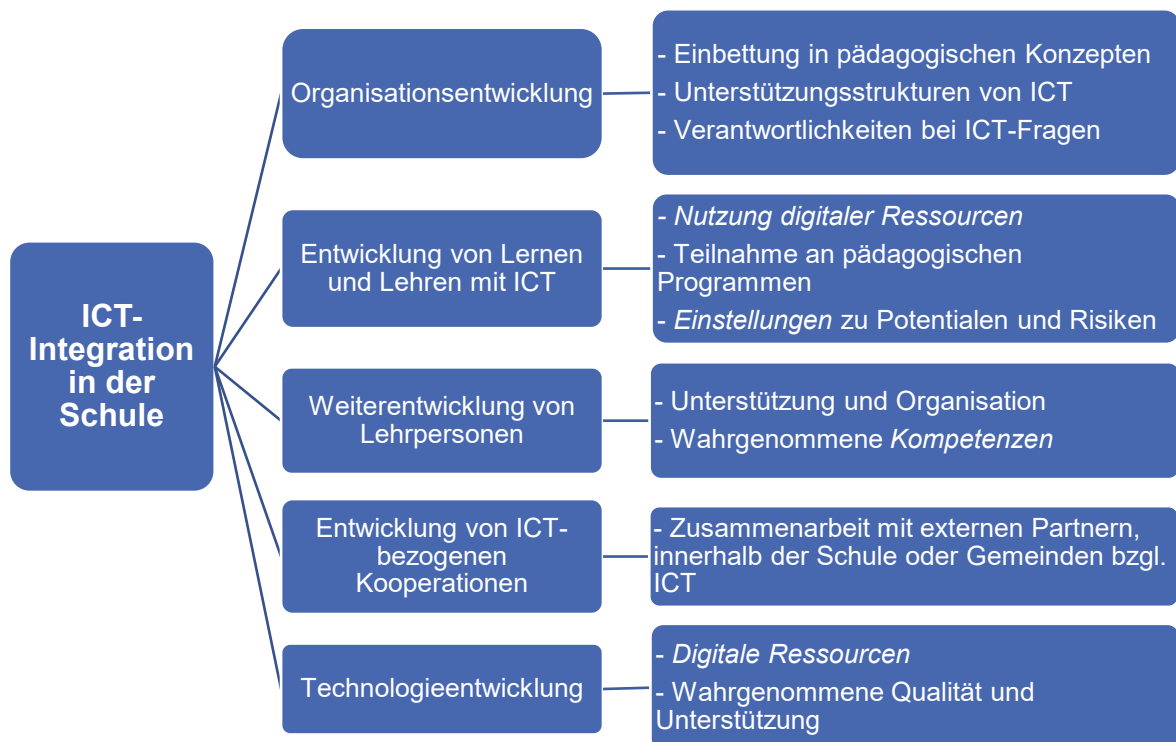 ICT-
Integration
in der
Schule
Organisationsentwicklung
- Einbettung in pädagogischen Konzepten
- Unterstützungsstrukturen von ICT
- Verantwortlichkeiten bei ICT-Fragen
Entwicklung von Lernen
und Lehren mit ICT
- Nutzung digitaler Ressourcen
- Teilnahme an pädagogischen
Programmen
- Einstellungen zu Potentialen und Risiken
Weiterentwicklung von
Lehrpersonen
- Unterstützung und Organisation
- Wahrgenommene Kompetenzen
Entwicklung von ICT-
bezogenen
Kooperationen
- Zusammenarbeit mit externen Partnern,
innerhalb der Schule oder Gemeinden bzgl.
ICT
Technologieentwicklung
- Digitale Ressourcen
- Wahrgenommene Qualität und
Unterstützung